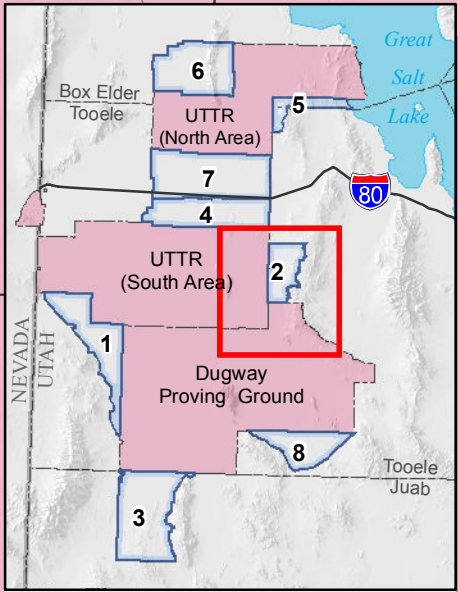 6
Great
Salt
Lake
Box Elder
Tooele
5
UTTR
(North Area)
7
80
4
UTTR
(South Area)
2
1
NEVADA
UTAH
Dugway
Proving Ground
8
Tooele
Juab
3